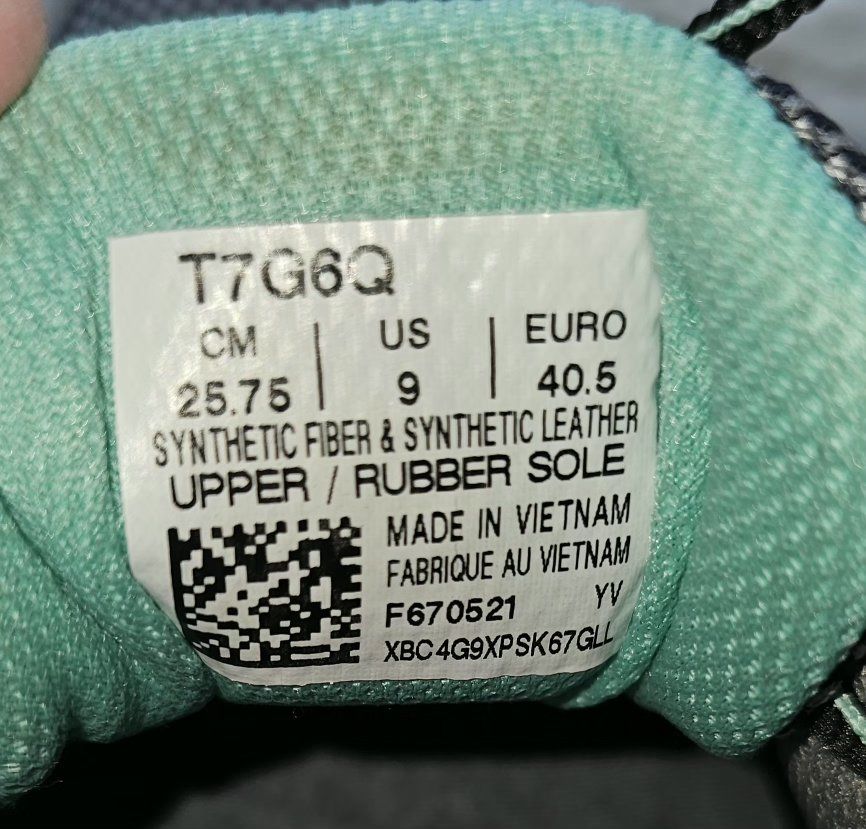 T7G6Q
CM | US | EURO
25.75 | 9 | 40.5
SYNTHETIC FIBER & SYNTHETIC LEATHER
UPPER / RUBBER SOLE
MADE IN VIETNAM
FABRIQUE AU VIETNAM
F670521 YV
XBC4G9XPSK67GLL